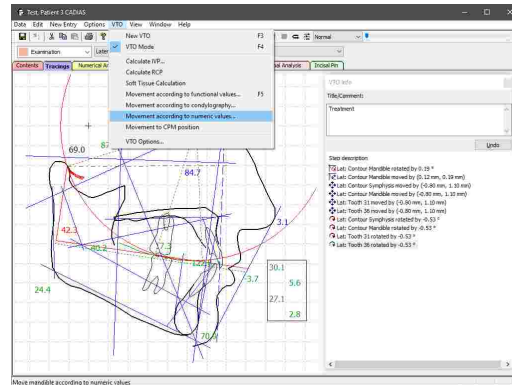 Test, Patient 3 CADIAS
Data Edit New Entry Options VTO View Window Help
Normal
Examination
Contents Tracings Numerical Analysis Incisal Pin
New VTO F3
VTO Mode F4
Calculate IVP...
Calculate RCP
Soft Tissue Calculation
Movement according to functional values... F5
Movement according to condylography...
Movement according to numeric values...
Movement to CPM position
VTO Options...
VTO Info
Title/Comment:
Treatment
Undo
Step description
Lat: Contour Mandible rotated by 0.19 °
Lat: Contour Mandible moved by (0.12 mm, 0.19 mm)
Lat: Contour Symphysis moved by (-0.80 mm, 1.10 mm)
Lat: Contour Mandible moved by (-0.80 mm, 1.10 mm)
Lat: Tooth 31 moved by (-0.80 mm, 1.10 mm)
Lat: Tooth 36 moved by (-0.80 mm, 1.10 mm)
Lat: Contour Symphysis rotated by -0.53 °
Lat: Contour Mandible rotated by -0.53 °
Lat: Tooth 31 rotated by -0.53 °
Lat: Tooth 36 rotated by -0.53 °
69.0
84.7
42.3
40.2
3.1
-3.7
24.4
30.1
5.6
27.1
2.8
Move mandible according to numeric values